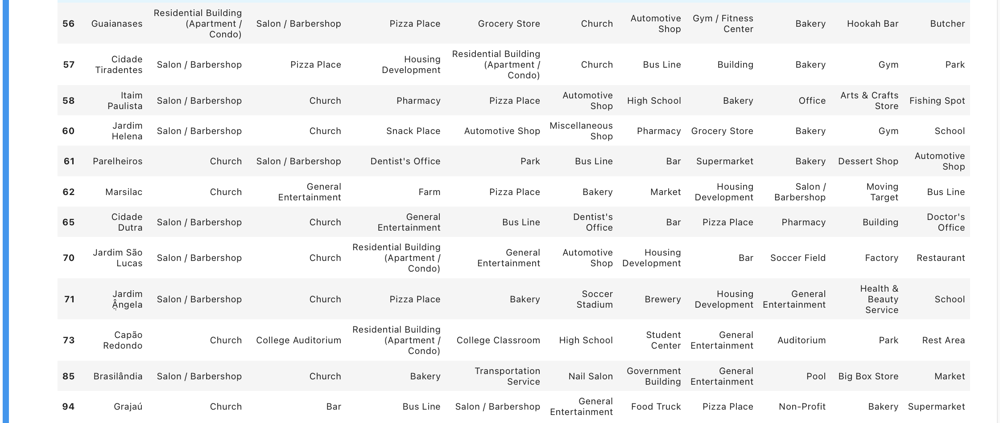 56 Guaianases Residential Building (Apartment / Condo) Salon / Barbershop Pizza Place Grocery Store Church Automotive Shop Gym / Fitness Center Bakery Hookah Bar Butcher
57 Cidade Tiradentes Salon / Barbershop Pizza Place Housing Development Residential Building (Apartment / Condo) Church Bus Line Building Bakery Gym Park
58 Itaim Paulista Salon / Barbershop Church Pharmacy Pizza Place Automotive Shop High School Bakery Office Arts & Crafts Store Fishing Spot
60 Jardim Helena Salon / Barbershop Church Snack Place Automotive Shop Miscellaneous Shop Pharmacy Grocery Store Bakery Gym School
61 Parelheiros Church Salon / Barbershop Dentist's Office Park Bus Line Bar Supermarket Bakery Dessert Shop Automotive Shop
62 Marsilac Church General Entertainment Farm Pizza Place Bakery Market Housing Development Salon / Barbershop Moving Target Bus Line
65 Cidade Dutra Salon / Barbershop Church General Entertainment Bus Line Dentist's Office Bar Pizza Place Pharmacy Building Doctor's Office
70 Jardim São Lucas Salon / Barbershop Church Residential Building (Apartment / Condo) General Entertainment Automotive Shop Housing Development Bar Soccer Field Factory Restaurant
71 Jardim Ângela Salon / Barbershop Church Pizza Place Bakery Soccer Stadium Brewery Housing Development General Entertainment Health & Beauty Service School
73 Capão Redondo Church College Auditorium Residential Building (Apartment / Condo) College Classroom High School Student Center General Entertainment Auditorium Park Rest Area
85 Brasilândia Salon / Barbershop Church Bakery Transportation Service Nail Salon Government Building General Entertainment Pool Big Box Store Market
94 Grajaú Church Bar Bus Line Salon / Barbershop General Entertainment Food Truck Pizza Place Non-Profit Bakery Supermarket